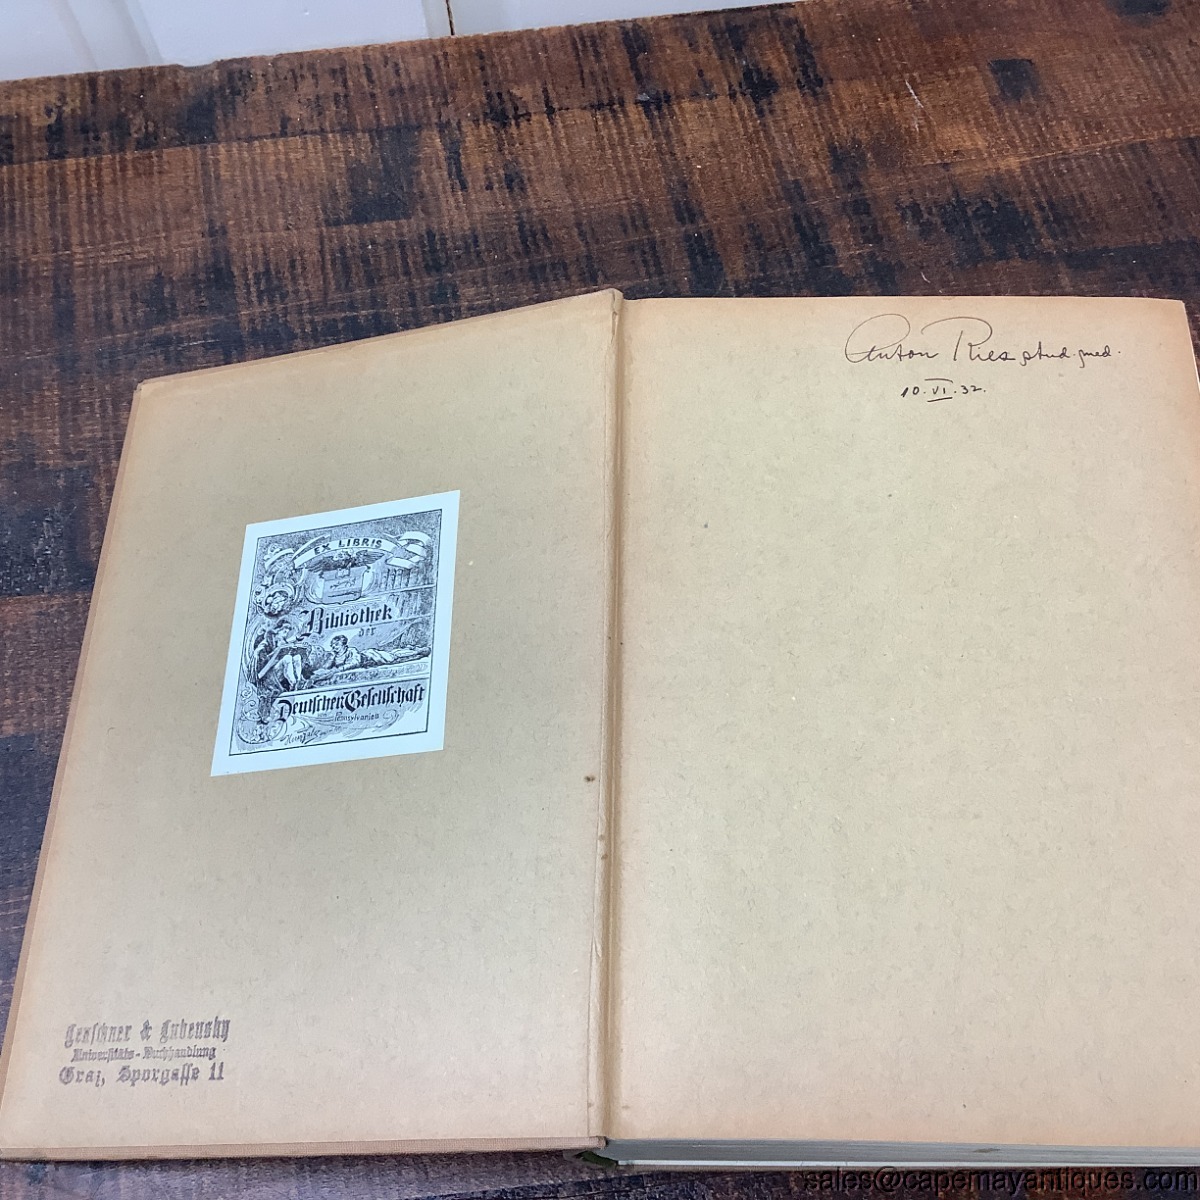 Anton Ries stud. med.
10.VI.32.
EX LIBRIS
Bibliothek
der
Deutschen Gesellschaft
von
Pennsylvanien
Leuschner & Lubensky
Universitäts-Buchhandlung
Graz, Sporgasse 11
sales@capemayantiques.com